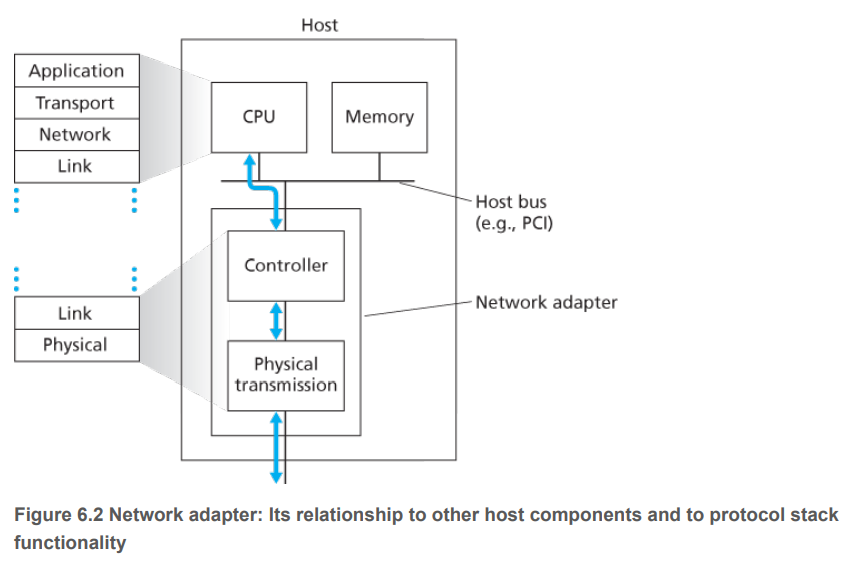 Host
Application
Transport
Network
Link
CPU
Memory
Host bus
(e.g., PCI)
Controller
Network adapter
Link
Physical
Physical
transmission
Figure 6.2 Network adapter: Its relationship to other host components and to protocol stack
functionality